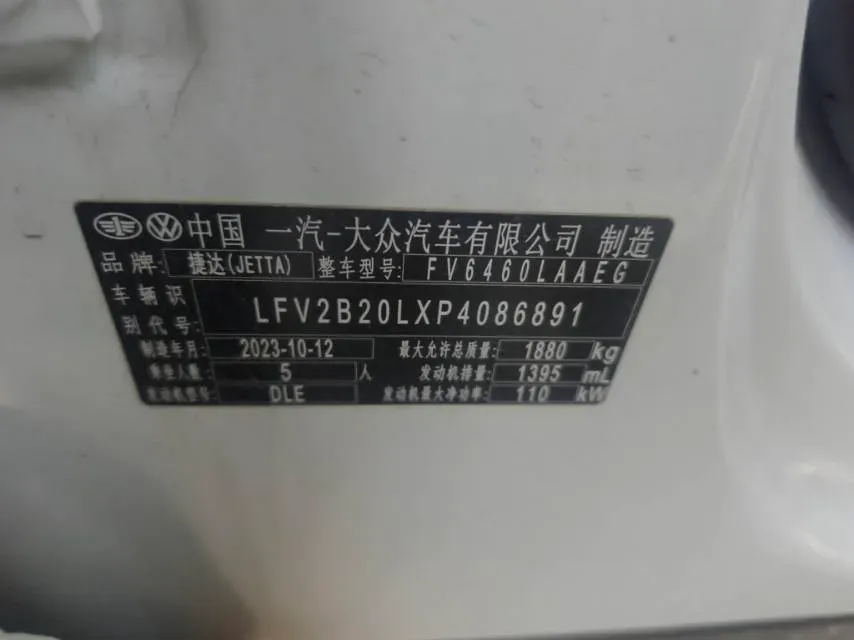 中国 一汽-大众汽车有限公司 制造
品牌: 捷达(JETTA) 整车型号: FV6460LAAEG
车辆识别代号: LFV2B20LXP4086891
制造年月: 2023-10-12 最大允许总质量: 1880 kg
乘坐人数: 5 人 发动机排量: 1395 mL
发动机型号: DLE 发动机最大净功率: 110 kW